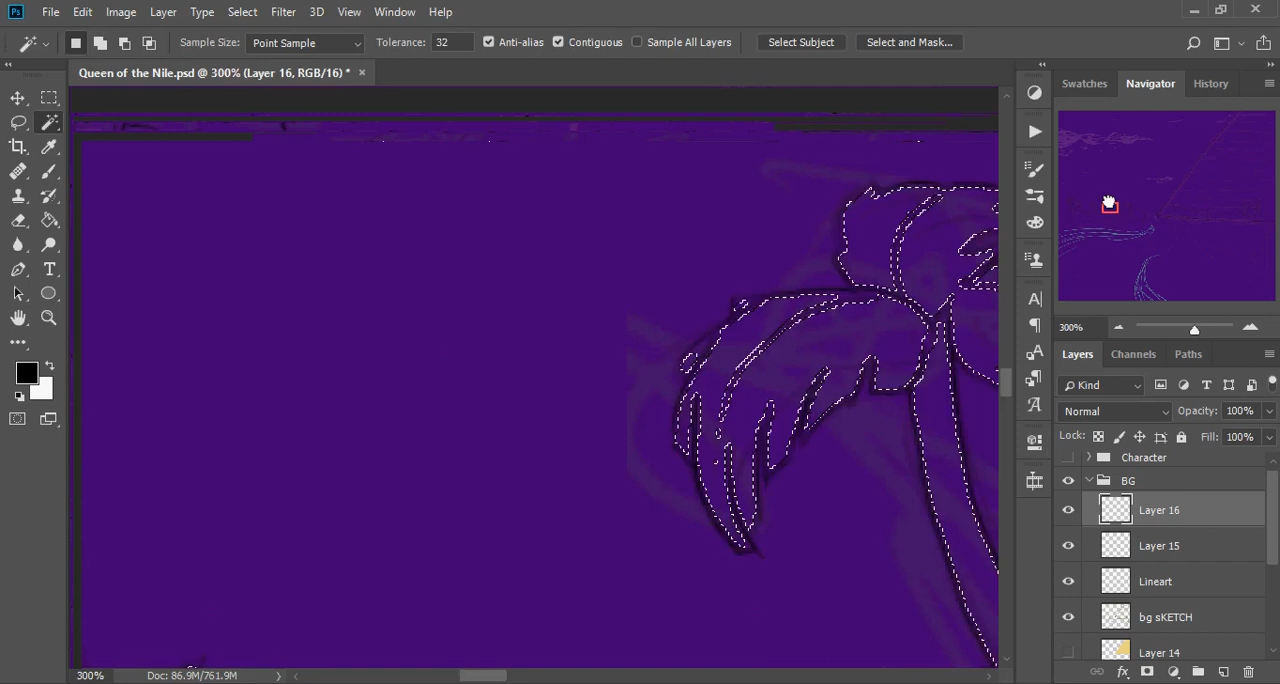 Ps File Edit Image Layer Type Select Filter 3D View Window Help
Sample Size: Point Sample Tolerance: 32 Anti-alias Contiguous Sample All Layers Select Subject Select and Mask...
Queen of the Nile.psd @ 300% (Layer 16, RGB/16) *
Swatches Navigator History
300%
Layers Channels Paths
Kind
Normal Opacity: 100%
Lock: Fill: 100%
Character
BG
Layer 16
Layer 15
Lineart
bg sKETCH
Layer 14
300% Doc: 86.9M/761.9M